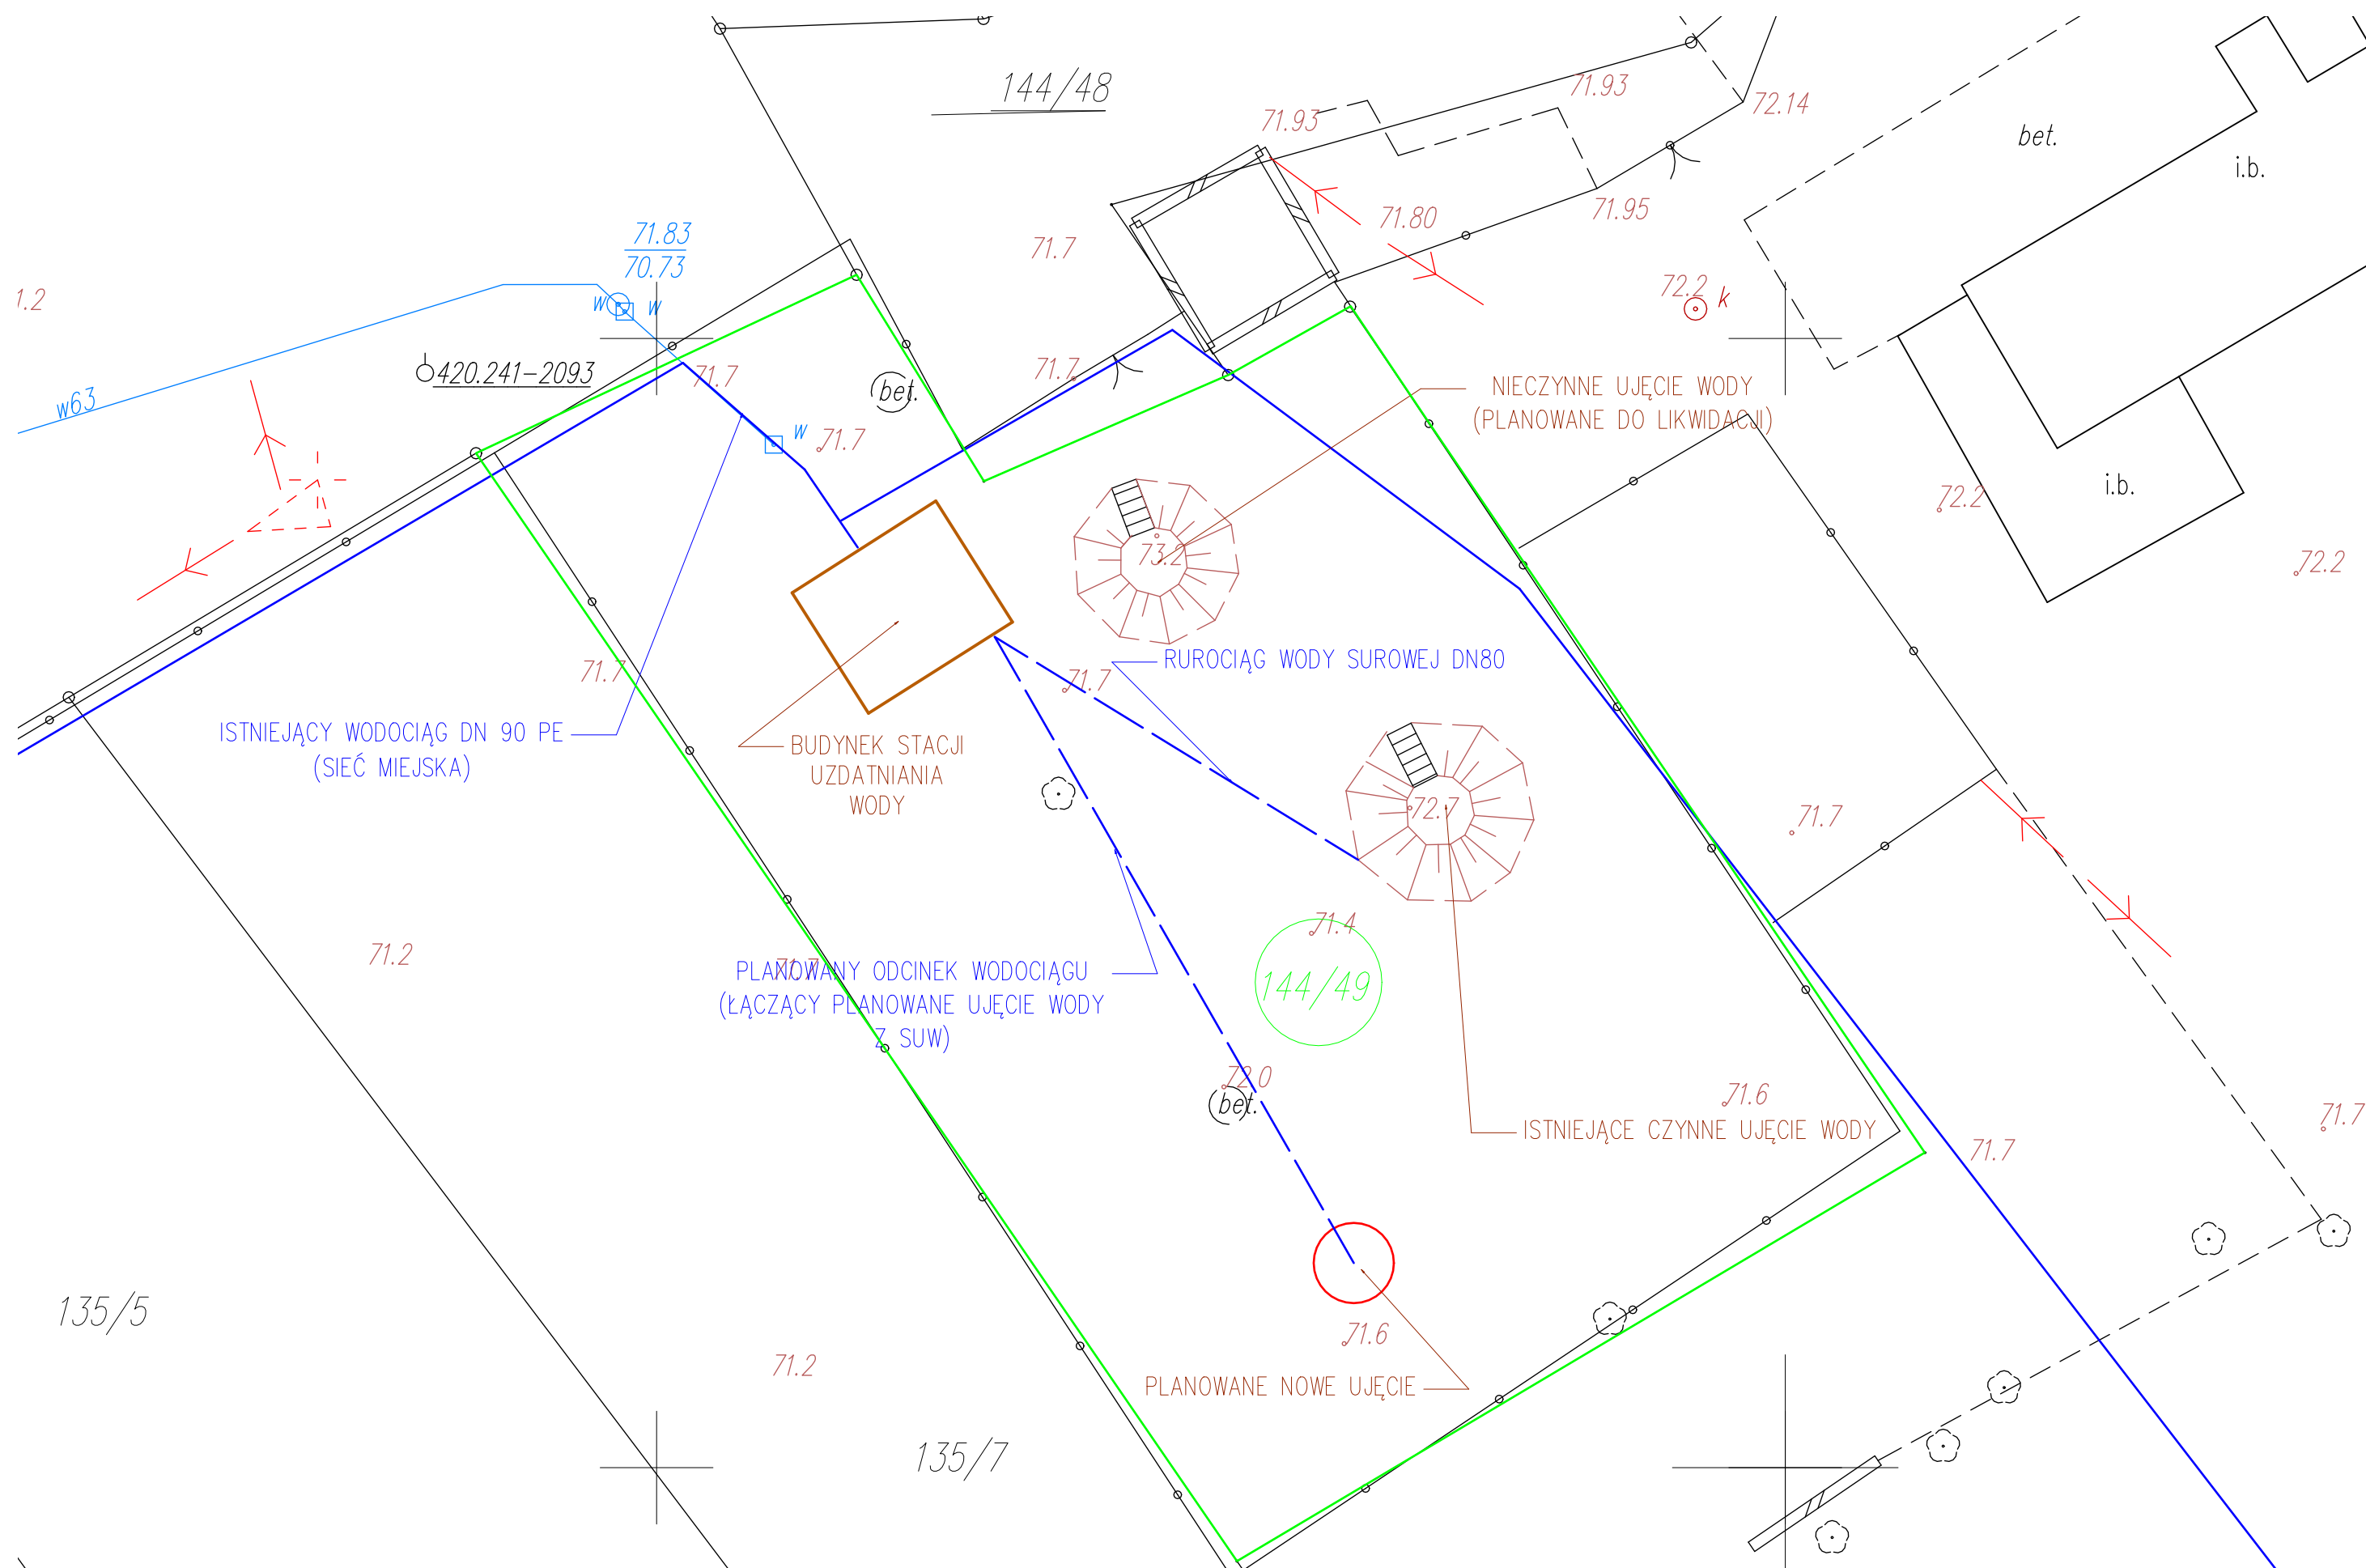 144/48
71.93
71.93
72.14
bet.
i.b.
71.83
70.73
71.7
71.80
71.95
1.2
w
w
72.2
k
420.241-2093
w63
71.7
bet.
71.7
NIECZYNNE UJĘCIE WODY
(PLANOWANE DO LIKWIDACJI)
w
71.7
i.b.
72.2
73.2
72.2
71.7
71.7
RUROCIĄG WODY SUROWEJ DN80
ISTNIEJĄCY WODOCIĄG DN 90 PE
(SIEĆ MIEJSKA)
BUDYNEK STACJI
UZDATNIANIA
WODY
72.7
71.7
71.4
71.2
71.7
PLANOWANY ODCINEK WODOCIĄGU
(ŁĄCZĄCY PLANOWANE UJĘCIE WODY
Z SUW)
144/49
72.0
bet.
71.6
71.7
ISTNIEJĄCE CZYNNE UJĘCIE WODY
71.7
135/5
71.6
71.2
PLANOWANE NOWE UJĘCIE
135/7